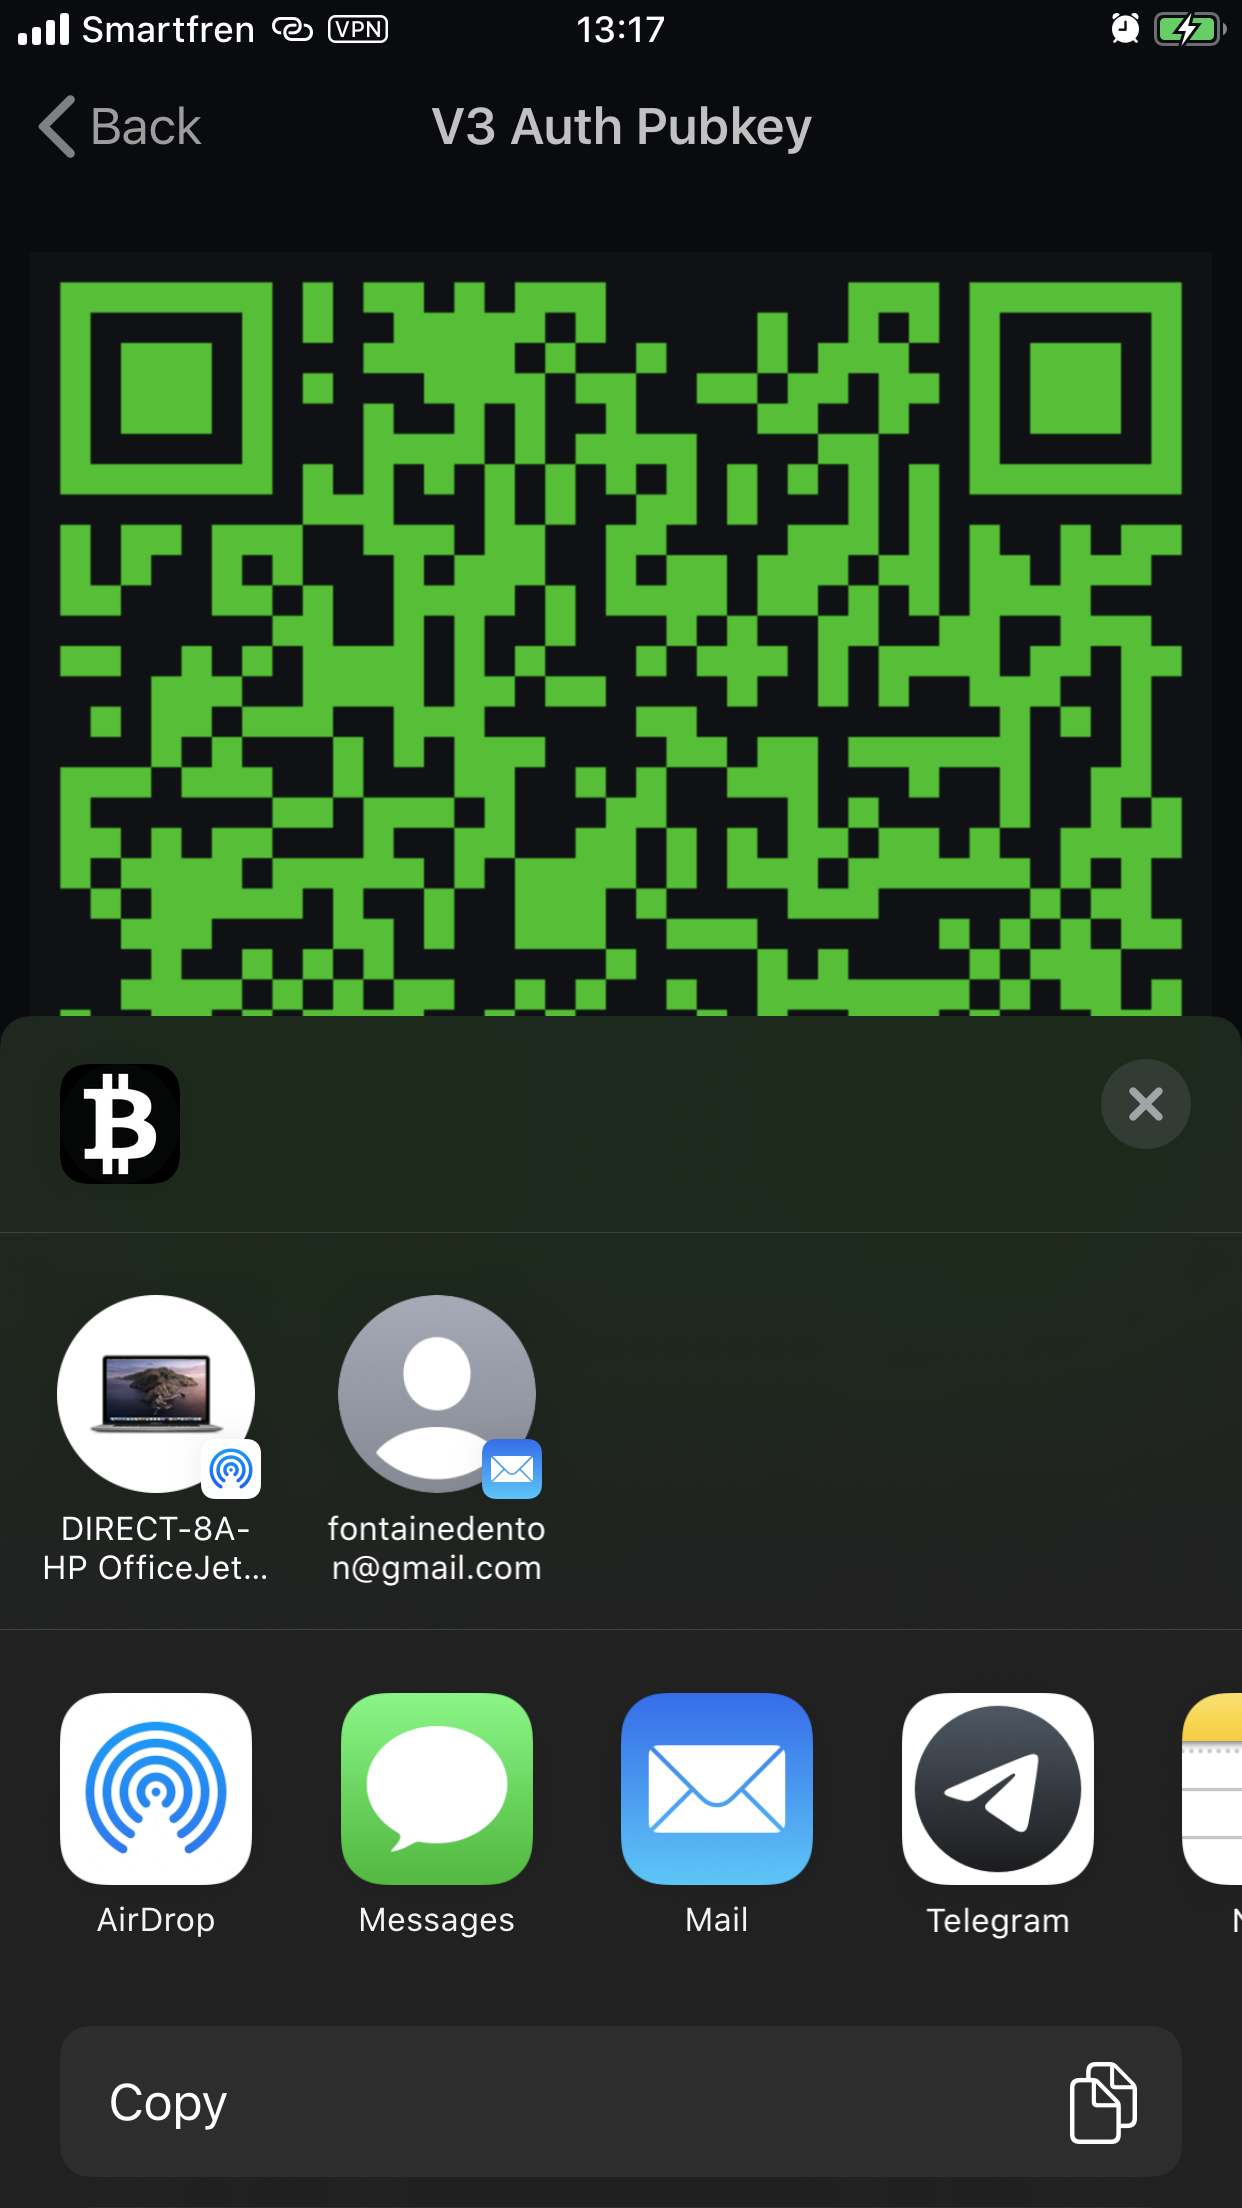 Smartfren VPN 13:17
Back V3 Auth Pubkey
DIRECT-8A-
HP OfficeJet...
fontainedento
n@gmail.com
AirDrop Messages Mail Telegram
Copy